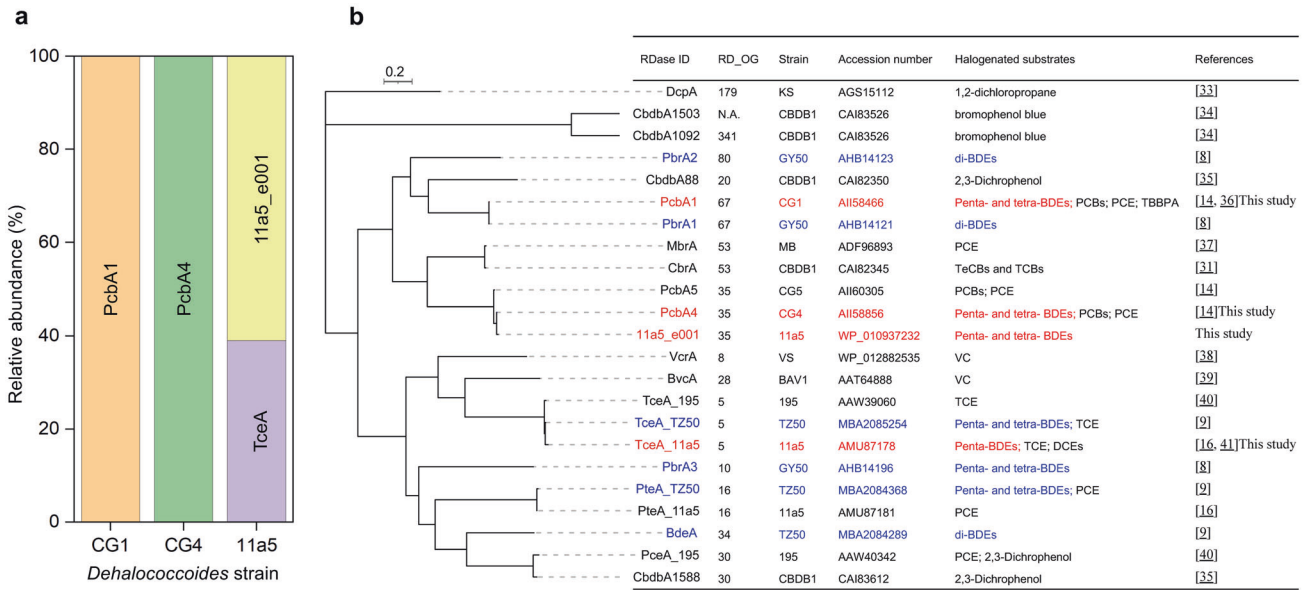 a
b
100
80
60
40
20
0
Relative abundance (%)
PcbA1
PcbA4
11a5_e001
TceA
CG1 CG4 11a5
Dehalococcoides strain
0.2
RDase ID RD_OG Strain Accession number Halogenated substrates References
DcpA 179 KS AGS15112 1,2-dichloropropane [33]
CbdbA1503 N.A. CBDB1 CAI83526 bromophenol blue [34]
CbdbA1092 341 CBDB1 CAI83526 bromophenol blue [34]
PbrA2 80 GY50 AHB14123 di-BDEs [8]
CbdbA88 20 CBDB1 CAI82350 2,3-Dichrophenol [35]
PcbA1 67 CG1 AII58466 Penta- and tetra-BDEs; PCBs; PCE; TBBPA [14, 36]This study
PbrA1 67 GY50 AHB14121 di-BDEs [8]
MbrA 53 MB ADF96893 PCE [37]
CbrA 53 CBDB1 CAI82345 TeCBs and TCBs [31]
PcbA5 35 CG5 AII60305 PCBs; PCE [14]
PcbA4 35 CG4 AII58856 Penta- and tetra- BDEs; PCBs; PCE [14]This study
11a5_e001 35 11a5 WP_010937232 Penta- and tetra- BDEs This study
VcrA 8 VS WP_012882535 VC [38]
BvcA 28 BAV1 AAT64888 VC [39]
TceA_195 5 195 AAW39060 TCE [40]
TceA_TZ50 5 TZ50 MBA2085254 Penta- and tetra-BDEs; TCE [9]
TceA_11a5 5 11a5 AMU87178 Penta-BDEs; TCE; DCEs [16, 41]This study
PbrA3 10 GY50 AHB14196 Penta- and tetra-BDEs [8]
PteA_TZ50 16 TZ50 MBA2084368 Penta- and tetra-BDEs; PCE [9]
PteA_11a5 16 11a5 AMU87181 PCE [16]
BdeA 34 TZ50 MBA2084289 di-BDEs [9]
PceA_195 30 195 AAW40342 PCE; 2,3-Dichrophenol [40]
CbdbA1588 30 CBDB1 CAI83612 2,3-Dichrophenol [35]